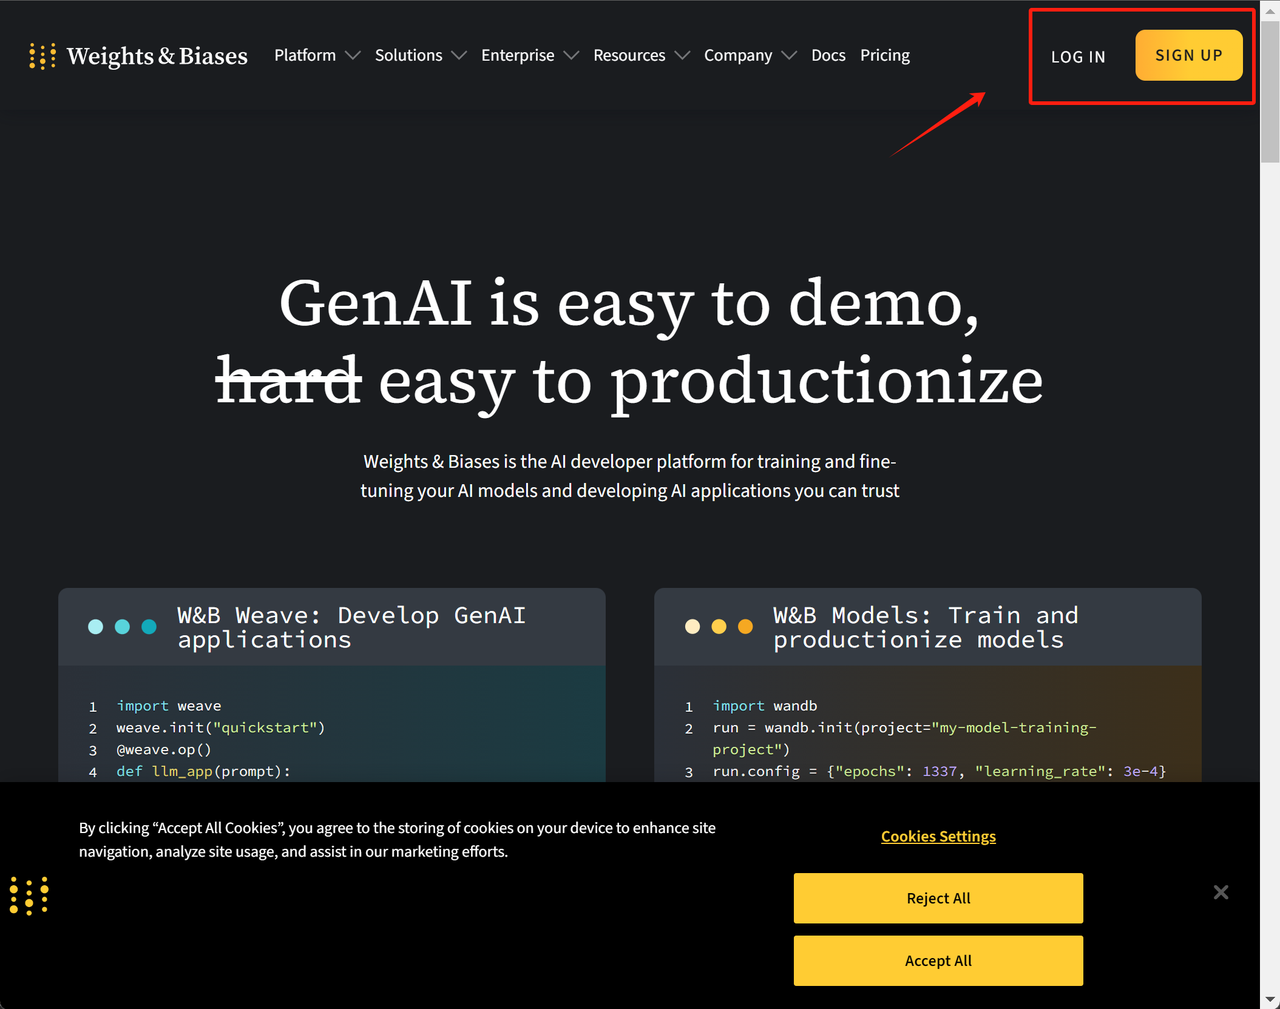 Weights & Biases Platform Solutions Enterprise Resources Company Docs Pricing LOG IN SIGN UP
GenAI is easy to demo,
hard easy to productionize
Weights & Biases is the AI developer platform for training and fine-
tuning your AI models and developing AI applications you can trust
W&B Weave: Develop GenAI
applications
1 import weave
2 weave.init("quickstart")
3 @weave.op()
4 def llm_app(prompt):
W&B Models: Train and
productionize models
1 import wandb
2 run = wandb.init(project="my-model-training-
project")
3 run.config = {"epochs": 1337, "learning_rate": 3e-4}
By clicking “Accept All Cookies”, you agree to the storing of cookies on your device to enhance site
navigation, analyze site usage, and assist in our marketing efforts.
Cookies Settings
Reject All
Accept All